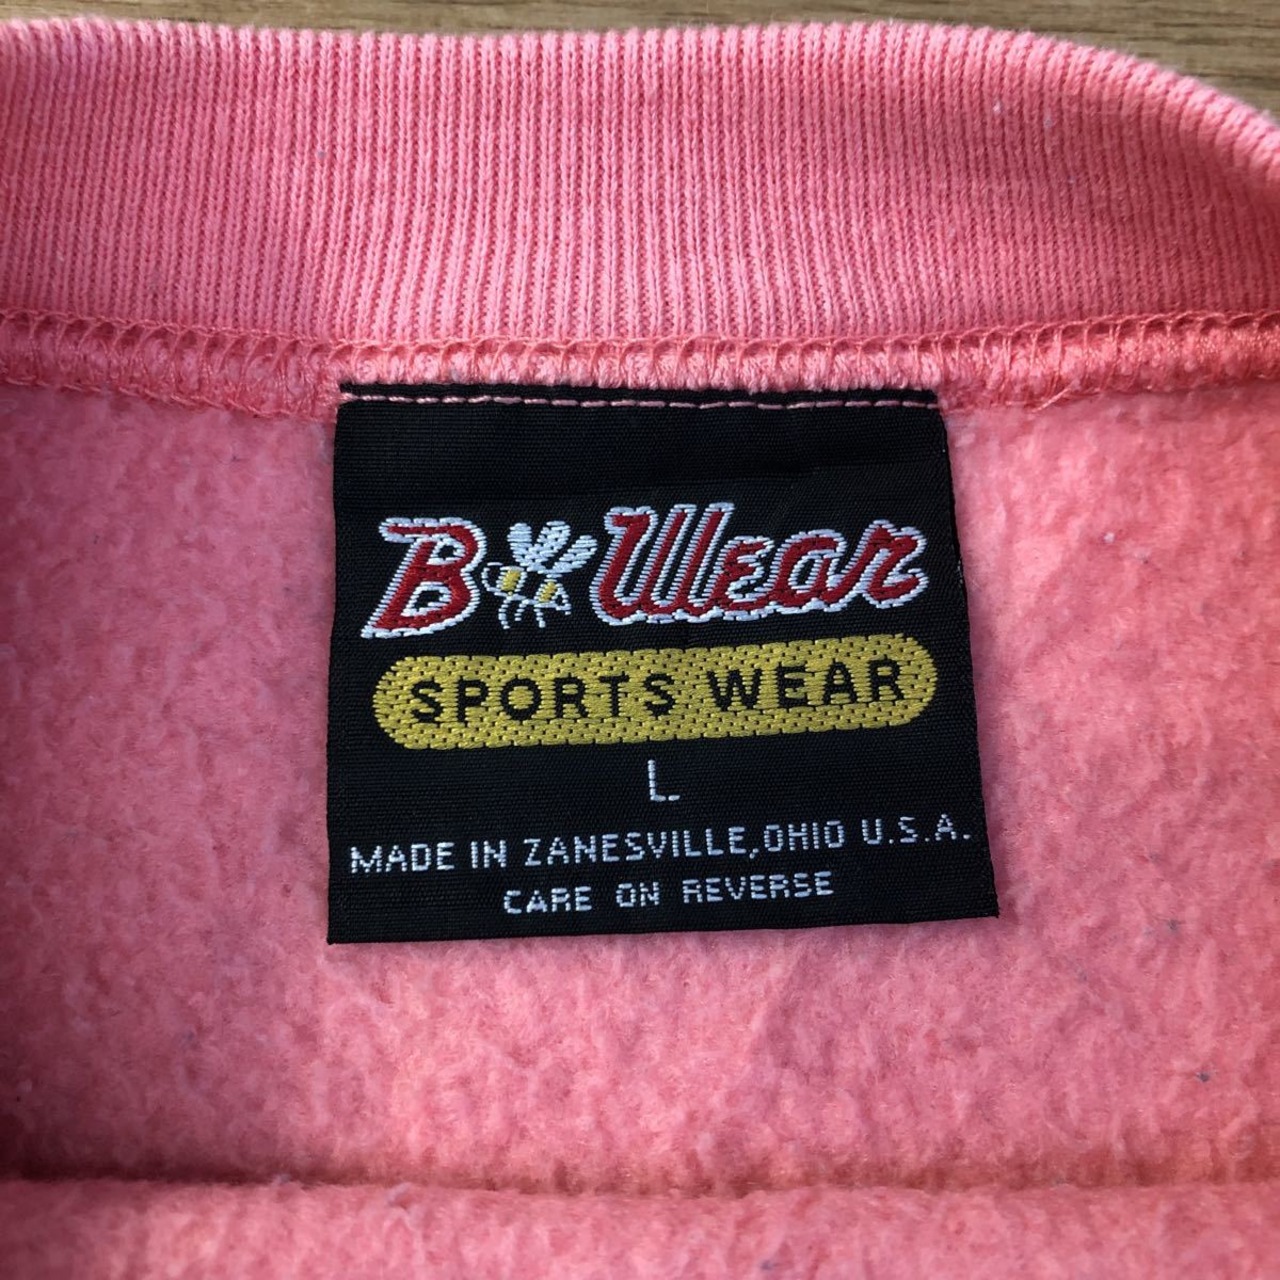 B Wear
SPORTS WEAR
L
MADE IN ZANESVILLE, OHIO U.S.A.
CARE ON REVERSE